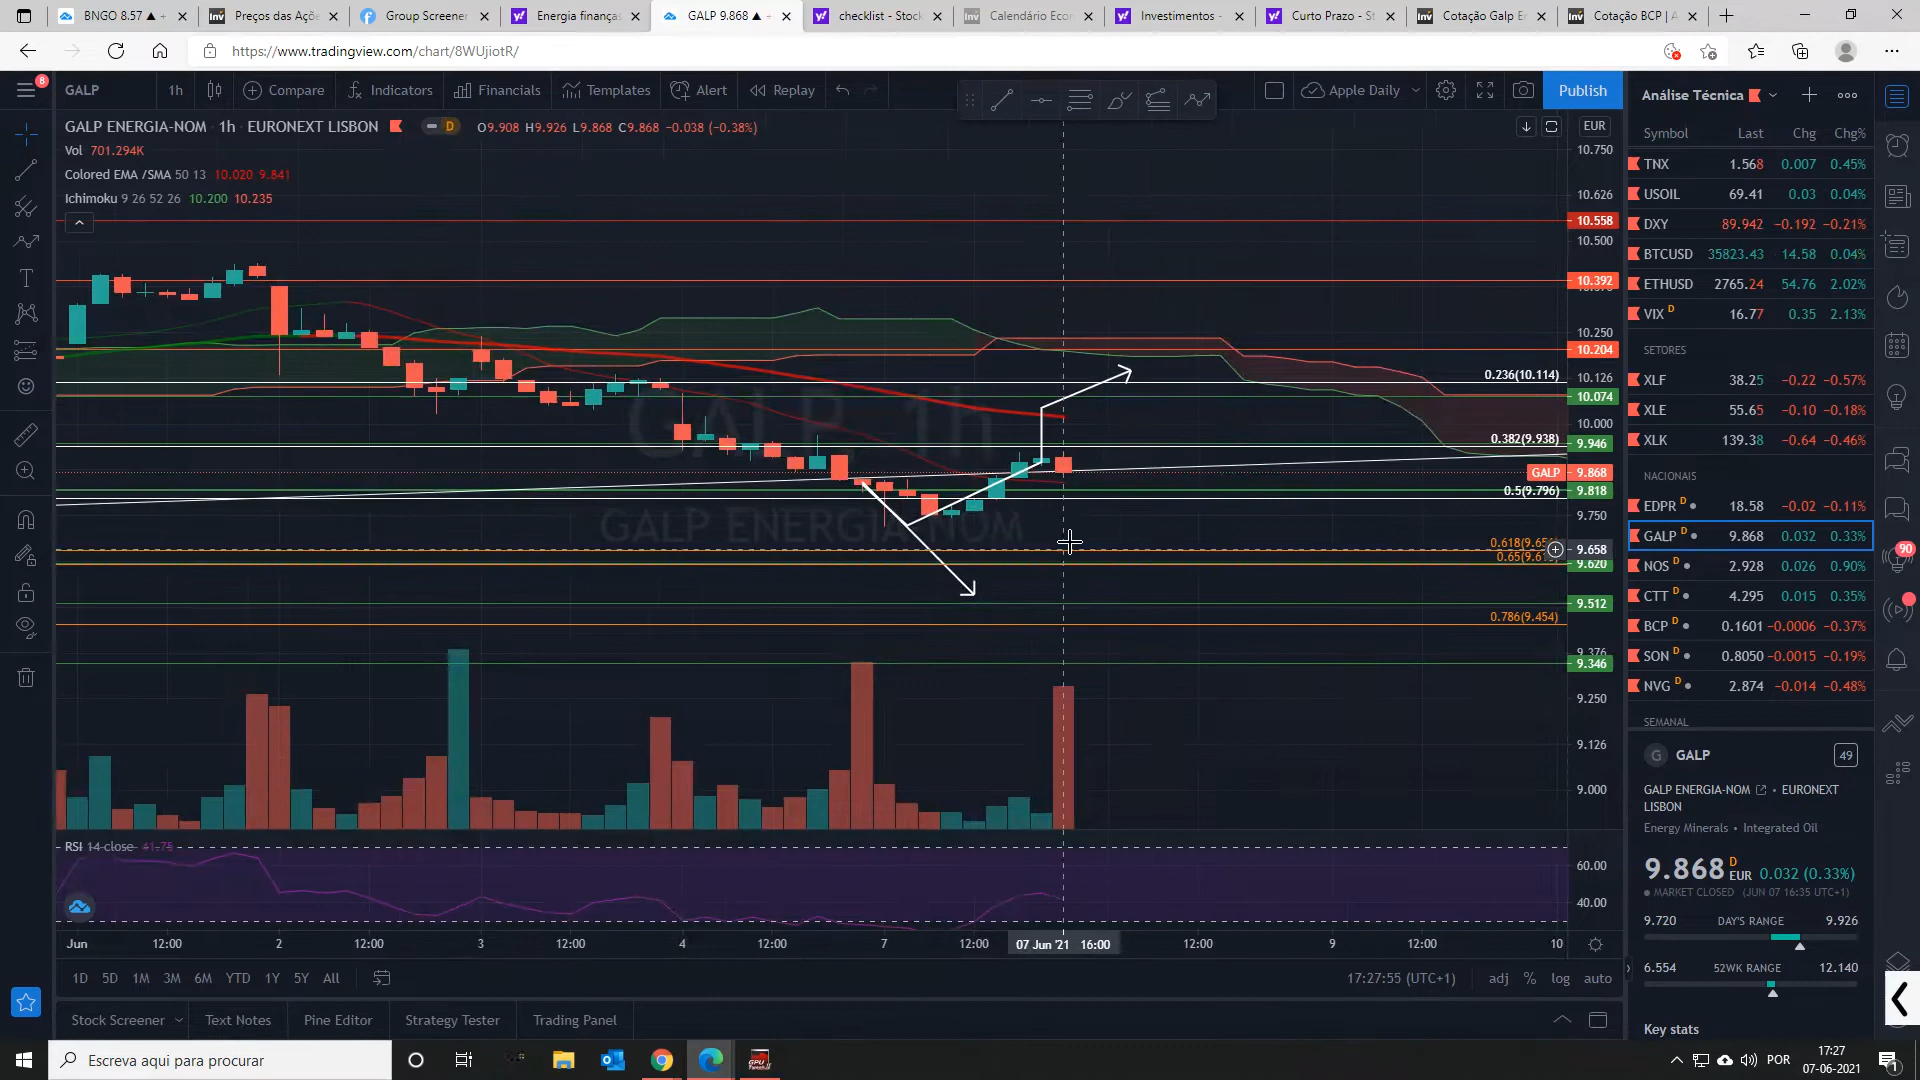 BNGO 8.57 ▲ +
Preços das Açõe
Group Screener
Energia finanças
GALP 9.868 ▲ +
checklist - Stock
Calendário Econ
Investimentos -
Curto Prazo - St
Cotação Galp E
Cotação BCP | A
https://www.tradingview.com/chart/8WUjiotR/
8
GALP
1h
Compare
Indicators
Financials
Templates
Alert
Replay
Apple Daily
Publish
GALP ENERGIA-NOM · 1h · EURONEXT LISBON
D
O9.908 H9.926 L9.868 C9.868 −0.038 (−0.38%)
Vol 701.294K
Colored EMA /SMA 50 13 10.020 9.841
Ichimoku 9 26 52 26 10.200 10.235
GALP, 1h
GALP ENERGIA-NOM
EUR
10.750
10.626
10.558
10.500
10.392
10.250
10.204
0.236(10.114)
10.126
10.074
10.000
0.382(9.938)
9.946
GALP 9.868
9.818
0.5(9.796)
9.750
9.658
9.620
9.512
0.786(9.454)
9.376
9.346
9.250
9.126
9.000
RSI 14 close 41.75
60.00
40.00
Jun
12:00
2
12:00
3
12:00
4
12:00
7
12:00
07 Jun '21 16:00
12:00
9
12:00
10
1D 5D 1M 3M 6M YTD 1Y 5Y All
17:27:55 (UTC+1)
adj % log auto
Stock Screener
Text Notes
Pine Editor
Strategy Tester
Trading Panel
Análise Técnica
Symbol Last Chg Chg%
TNX 1.568 0.007 0.45%
USOIL 69.41 0.03 0.04%
DXY 89.942 −0.192 −0.21%
BTCUSD 35823.43 14.58 0.04%
ETHUSD 2765.24 54.76 2.02%
VIX D 16.77 0.35 2.13%
SETORES
XLF 38.25 −0.22 −0.57%
XLE 55.65 −0.10 −0.18%
XLK 139.38 −0.64 −0.46%
NACIONAIS
EDPR D 18.58 −0.02 −0.11%
GALP D 9.868 0.032 0.33%
NOS D 2.928 0.026 0.90%
CTT D 4.295 0.015 0.35%
BCP D 0.1601 −0.0006 −0.37%
SON D 0.8050 −0.0015 −0.19%
NVG D 2.874 −0.014 −0.48%
SEMANAL
G GALP 49
GALP ENERGIA-NOM · EURONEXT
LISBON
Energy Minerals · Integrated Oil
9.868 D EUR 0.032 (0.33%)
MARKET CLOSED (JUN 07 16:35 UTC+1)
9.720 DAY'S RANGE 9.926
6.554 52WK RANGE 12.140
Key stats
90
Escreva aqui para procurar
POR
17:27
07-06-2021
1